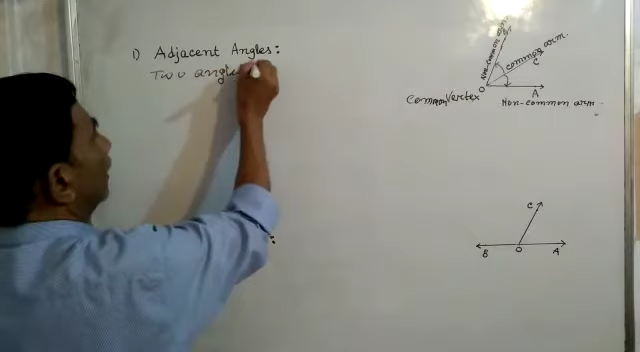 1) Adjacent Angles:
Two angle
Non-common arm
common arm.
C
O
A
Common Vertex
Non-common arm.
C
B
O
A
: